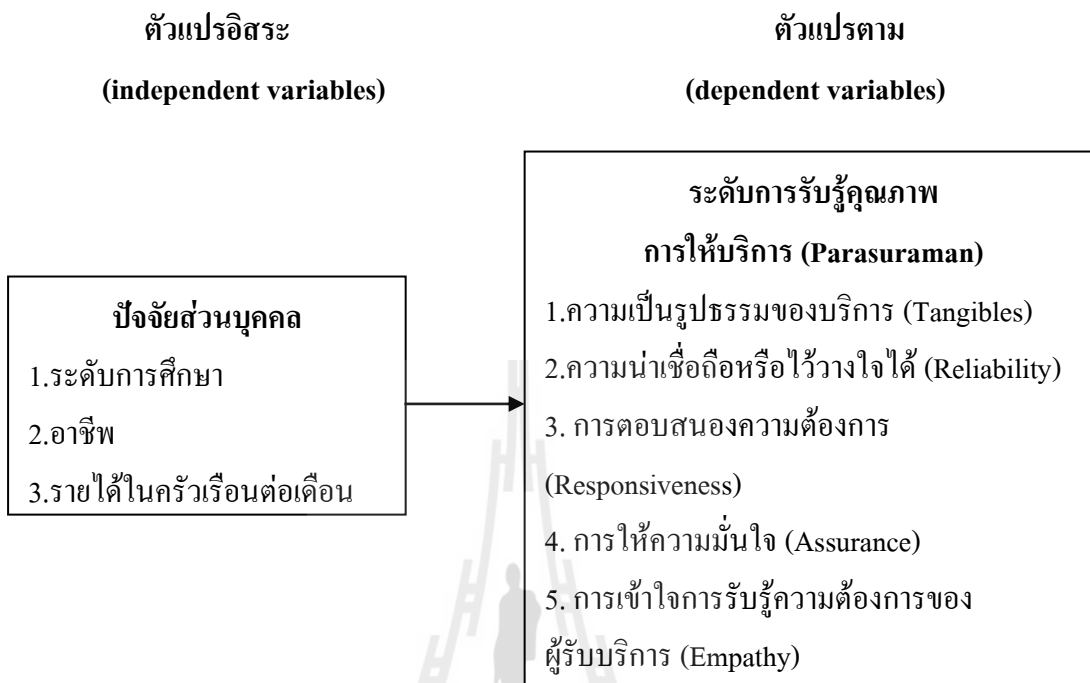 ตัวแปรอิสระ
(independent variables)
ตัวแปรตาม
(dependent variables)
ปัจจัยส่วนบุคคล
1.ระดับการศึกษา
2.อาชีพ
3.รายได้ในครัวเรือนต่อเดือน
ระดับการรับรู้คุณภาพ
การให้บริการ (Parasuraman)
1.ความเป็นรูปธรรมของบริการ (Tangibles)
2.ความน่าเชื่อถือหรือไว้วางใจได้ (Reliability)
3. การตอบสนองความต้องการ
(Responsiveness)
4. การให้ความมั่นใจ (Assurance)
5. การเข้าใจการรับรู้ความต้องการของ
ผู้รับบริการ (Empathy)